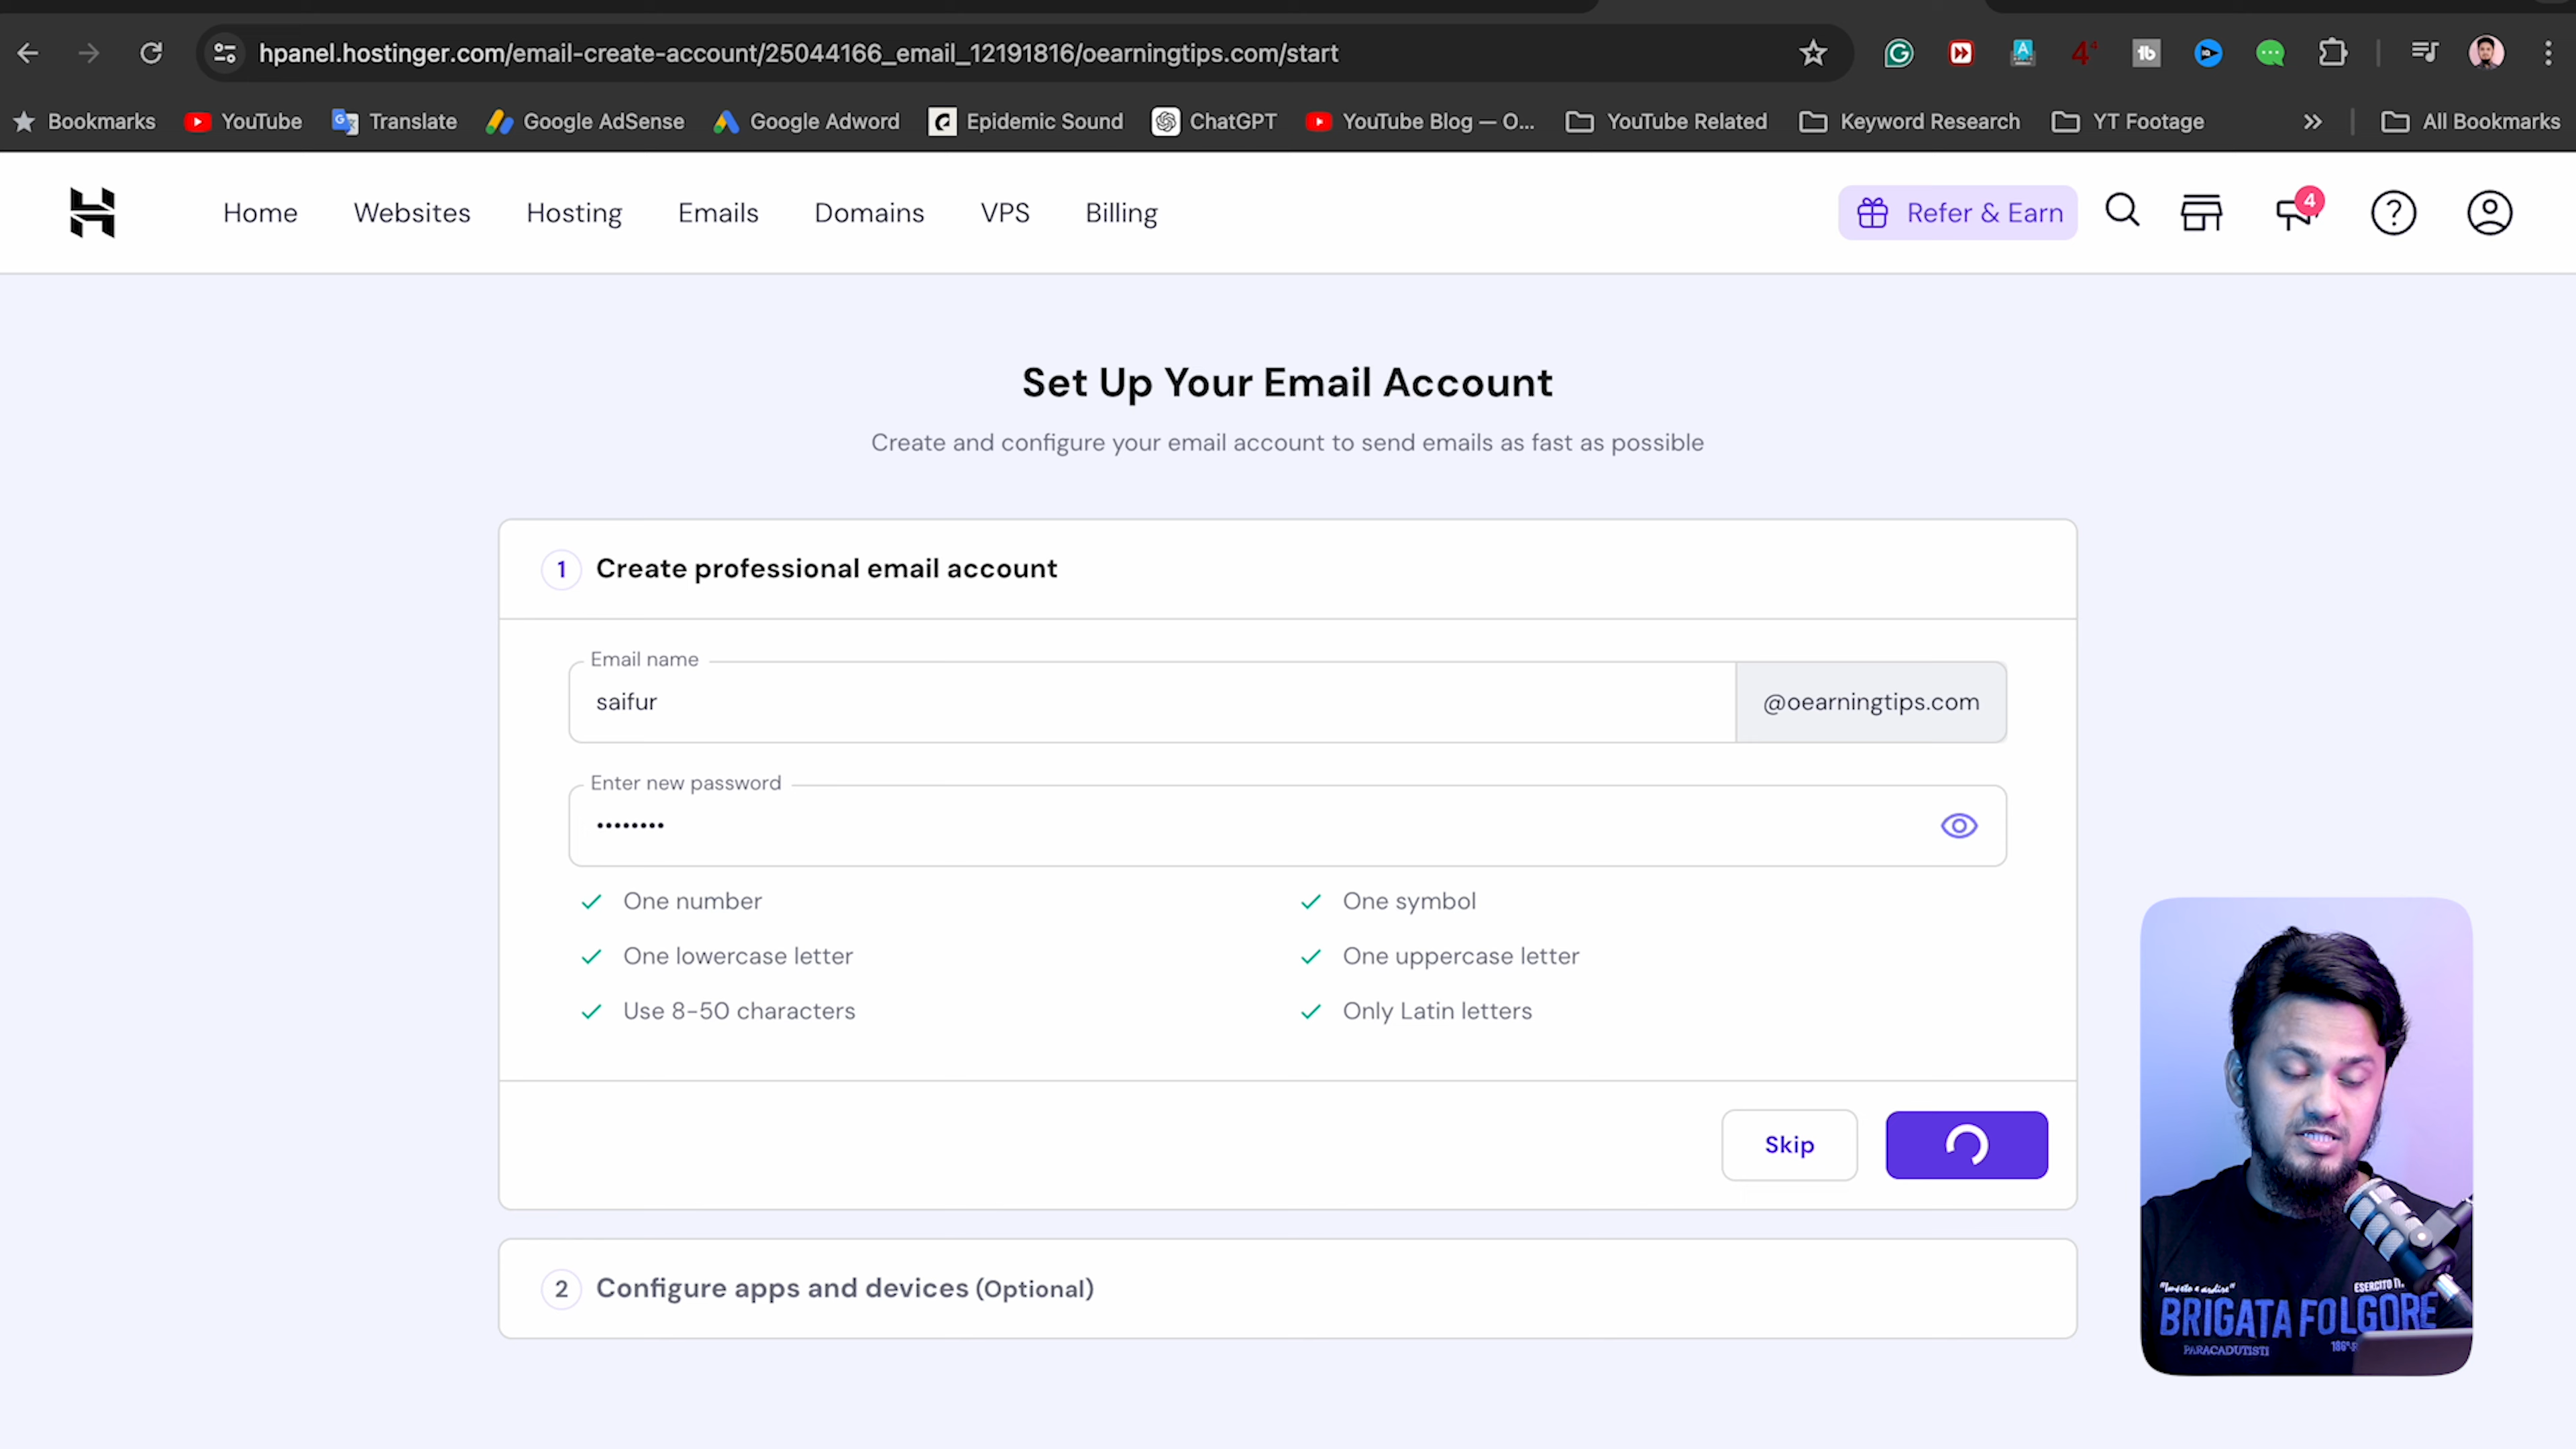 hpanel.hostinger.com/email-create-account/25044166_email_12191816/oearningtips.com/start
Bookmarks YouTube Translate Google AdSense Google Adword Epidemic Sound ChatGPT YouTube Blog — O... YouTube Related Keyword Research YT Footage All Bookmarks
Home Websites Hosting Emails Domains VPS Billing Refer & Earn 4
Set Up Your Email Account
Create and configure your email account to send emails as fast as possible
1 Create professional email account
Email name
saifur @oearningtips.com
Enter new password
••••••••
One number One symbol
One lowercase letter One uppercase letter
Use 8-50 characters Only Latin letters
Skip
2 Configure apps and devices (Optional)
BRIGATA FOLGORE
PARACADUTISTI